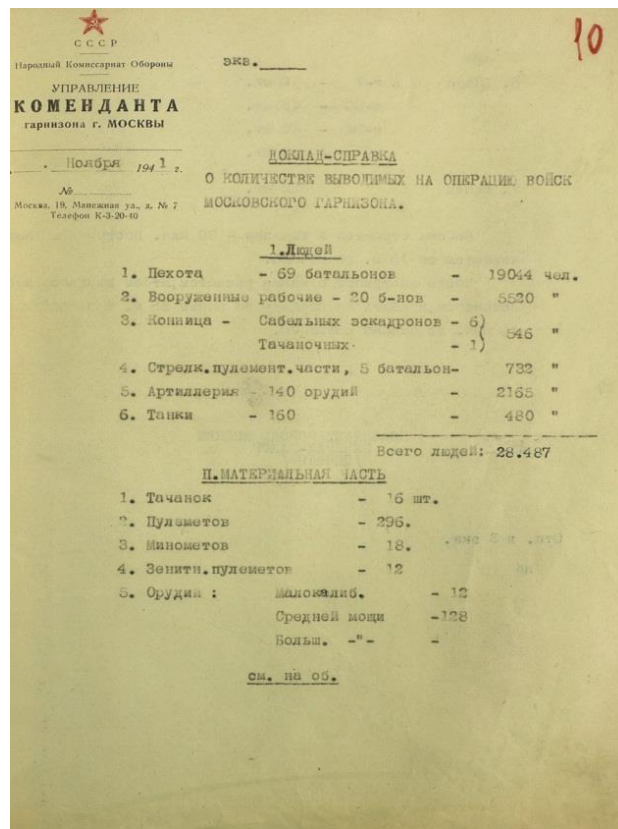 10
СССР
Народный Комиссариат Обороны
УПРАВЛЕНИЕ
КОМЕНДАНТА
гарнизона г. МОСКВЫ
экв.
. Ноября 1941 г.
№
Москва, 19, Манежная ул., д. № 7
Телефон К-3-20-40
ДОКЛАД-СПРАВКА
О КОЛИЧЕСТВЕ ВЫВОДИМЫХ НА ОПЕРАЦИЮ ВОЙСК
МОСКОВСКОГО ГАРНИЗОНА.
1.Людей
1. Пехота - 69 батальонов - 19044 чел.
2. Вооруженные рабочие - 20 б-нов - 5520 "
3. Конница - Сабельных эскадронов - 6)
546 "
Тачаночных - 1)
4. Стрелк.пулемент.части, 5 батальон- 732 "
5. Артиллерия - 140 орудий - 2165 "
6. Танки - 160 - 480 "
Всего людей: 28.487
П.МАТЕРИАЛЬНАЯ ЧАСТЬ
1. Тачанок - 16 шт.
2. Пулеметов - 296.
3. Минометов - 18.
4. Зенитн.пулеметов - 12
5. Орудий : Малокалиб. - 12
Средней мощи -128
Больш. -"- -
см. на об.